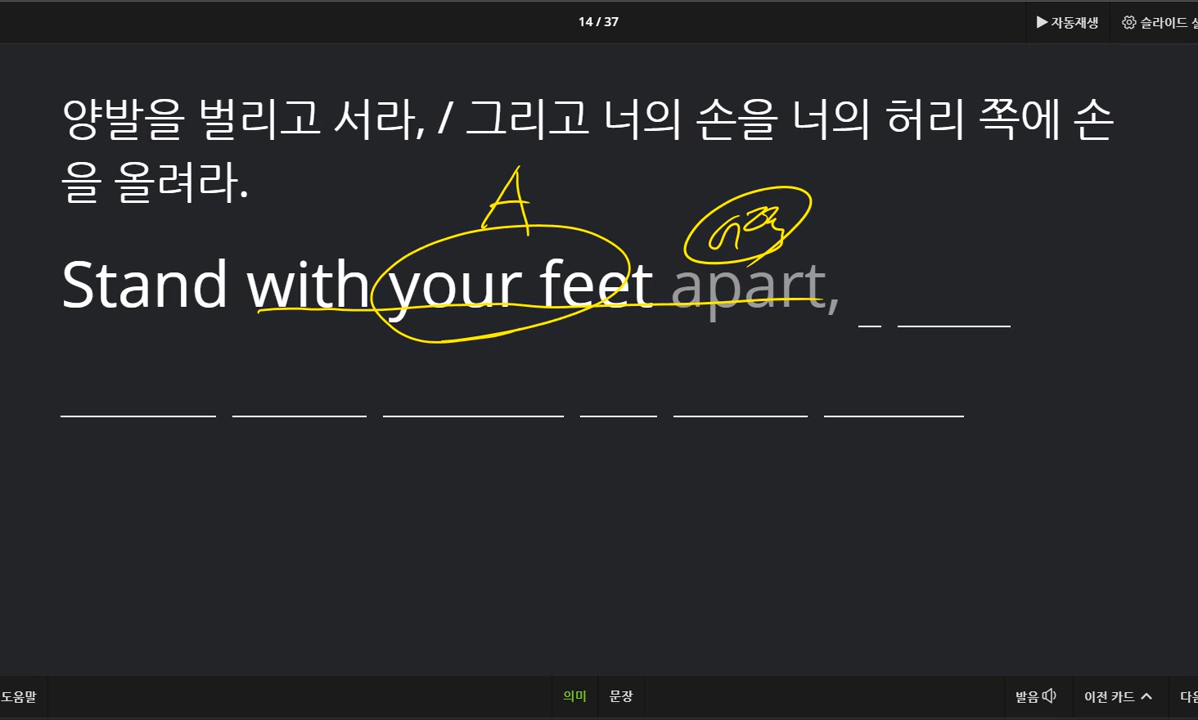 14 / 37
▶ 자동재생
슬라이드
양발을 벌리고 서라, / 그리고 너의 손을 너의 허리 쪽에 손
을 올려라.
A
Stand with your feet apart,
도움말
의미
문장
발음
이전 카드